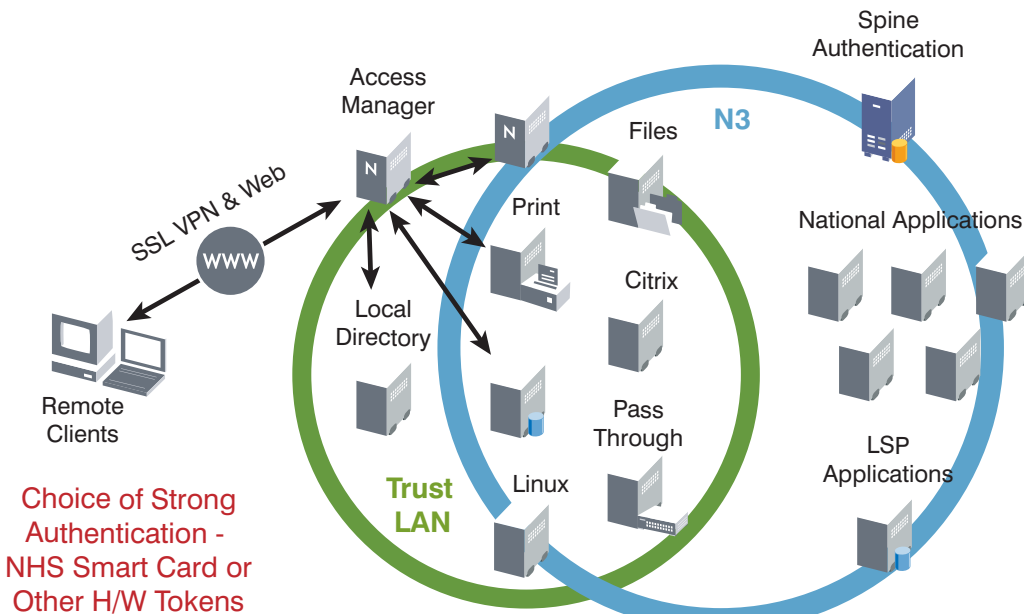 Spine
Authentication
Access
Manager
N3
Files
N
N
SSL VPN & Web
Print
National Applications
WWW
Citrix
Local
Directory
Remote
Clients
Pass
Through
LSP
Applications
Trust
LAN
Linux
Choice of Strong
Authentication -
NHS Smart Card or
Other H/W Tokens